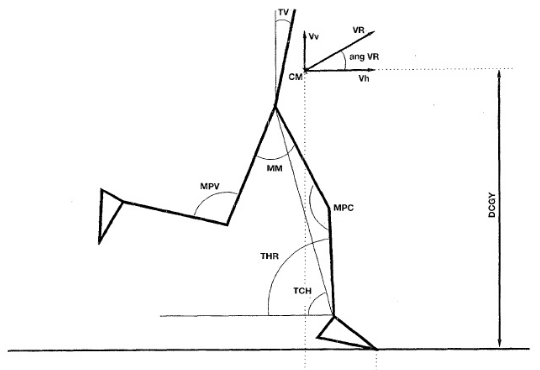 TV
Vv
VR
ang VR
CM
Vh
MM
MPV
MPC
DCGY
THR
TCH